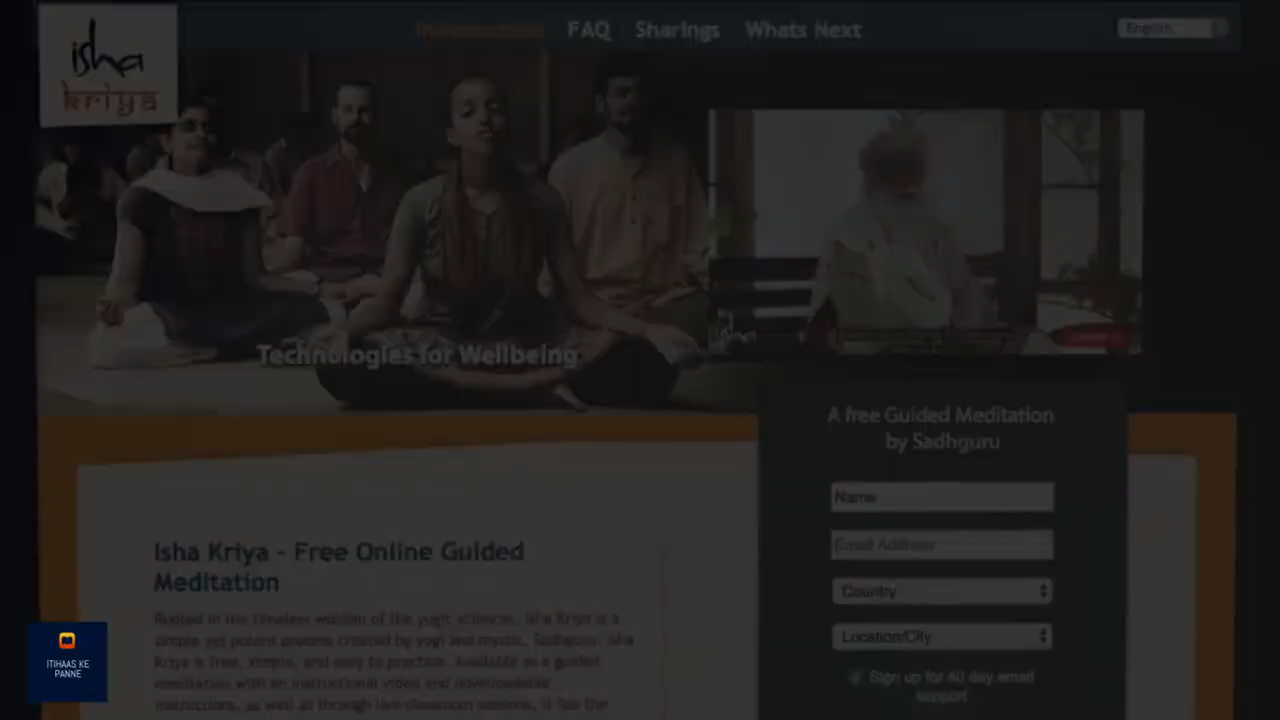 isha
kriya
Introduction FAQ Sharings Whats Next
English
Technologies for Wellbeing
isha
A free Guided Meditation
by Sadhguru
Name
Email Address
Country
Location/City
Sign up for 40 day email
support
Isha Kriya - Free Online Guided
Meditation
Rooted in the timeless wisdom of the yogic sciences, Isha Kriya is a
simple yet potent process created by yogi and mystic, Sadhguru. Isha
Kriya is free, simple, and easy to practice. Available as a guided
meditation with an instructional video and downloadable
instructions, as well as through live classroom sessions, it has the
ITIHAAS KE
PANNE